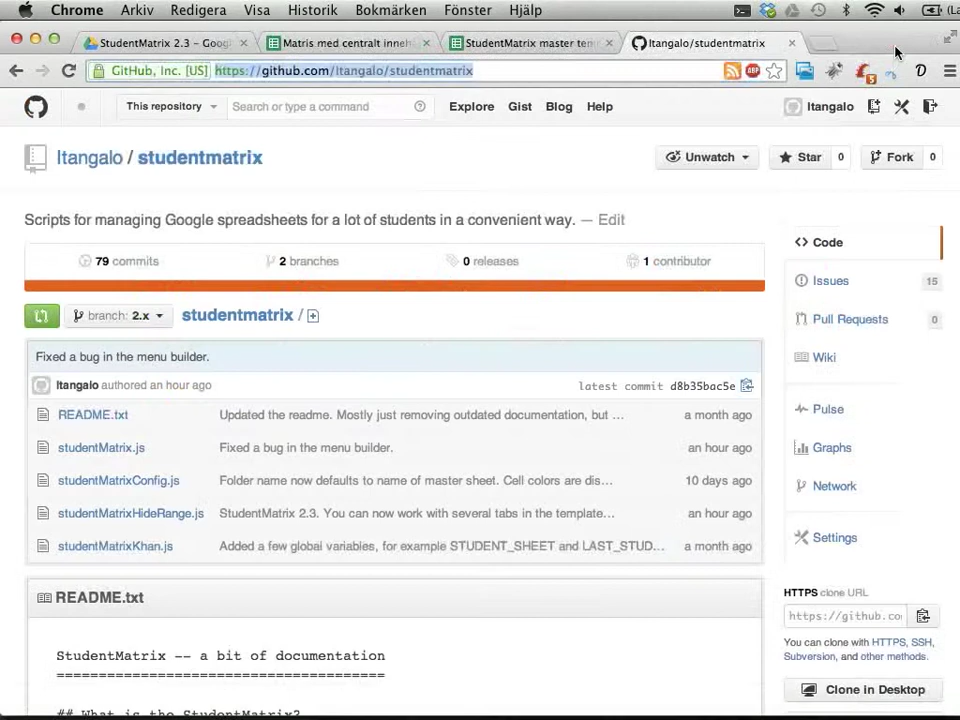 Chrome Arkiv Redigera Visa Historik Bokmärken Fönster Hjälp
StudentMatrix 2.3 – Goog
Matris med centralt inneh
StudentMatrix master tem
Itangalo/studentmatrix
GitHub, Inc. [US] https://github.com/Itangalo/studentmatrix
This repository Search or type a command Explore Gist Blog Help Itangalo
Itangalo / studentmatrix Unwatch Star 0 Fork 0
Scripts for managing Google spreadsheets for a lot of students in a convenient way. — Edit
79 commits 2 branches 0 releases 1 contributor
branch: 2.x studentmatrix / +
Fixed a bug in the menu builder.
Itangalo authored an hour ago latest commit d8b35bac5e
README.txt Updated the readme. Mostly just removing outdated documentation, but … a month ago
studentMatrix.js Fixed a bug in the menu builder. an hour ago
studentMatrixConfig.js Folder name now defaults to name of master sheet. Cell colors are dis… 10 days ago
studentMatrixHideRange.js StudentMatrix 2.3. You can now work with several tabs in the template… an hour ago
studentMatrixKhan.js Added a few global variables, for example STUDENT_SHEET and LAST_STUD… a month ago
README.txt
StudentMatrix -- a bit of documentation
=======================================
## What is the StudentMatrix?
Code
Issues 15
Pull Requests 0
Wiki
Pulse
Graphs
Network
Settings
HTTPS clone URL
https://github.co
You can clone with HTTPS, SSH,
Subversion, and other methods.
Clone in Desktop